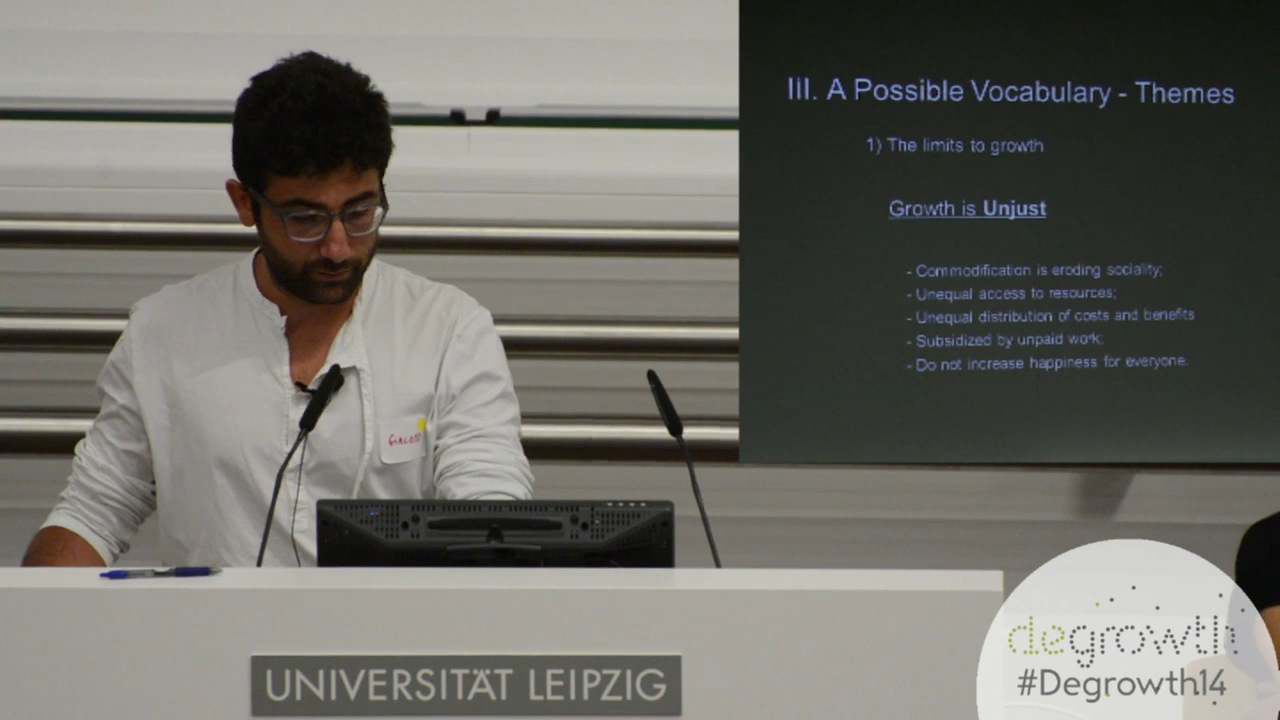 III. A Possible Vocabulary - Themes
1) The limits to growth
Growth is Unjust
- Commodification is eroding sociality;
- Unequal access to resources;
- Unequal distribution of costs and benefits
- Subsidized by unpaid work;
- Do not increase happiness for everyone.
UNIVERSITÄT LEIPZIG
degrowth
#Degrowth14